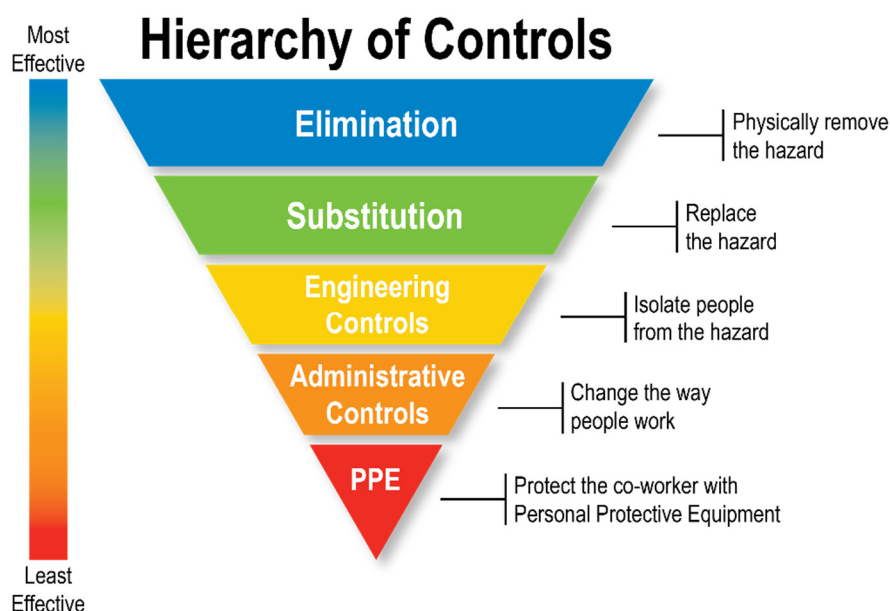 Hierarchy of Controls
Most
Effective
Elimination
Physically remove
the hazard
Substitution
Replace
the hazard
Engineering
Controls
Isolate people
from the hazard
Administrative
Controls
Change the way
people work
PPE
Protect the co-worker with
Personal Protective Equipment
Least
Effective